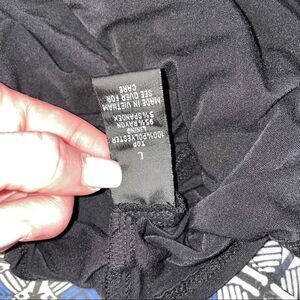 L
TOP
100%POLYESTER
LINING
95%RAYON
5%SPANDEX
MADE IN VIETNAM
SEE OVER FOR
CARE